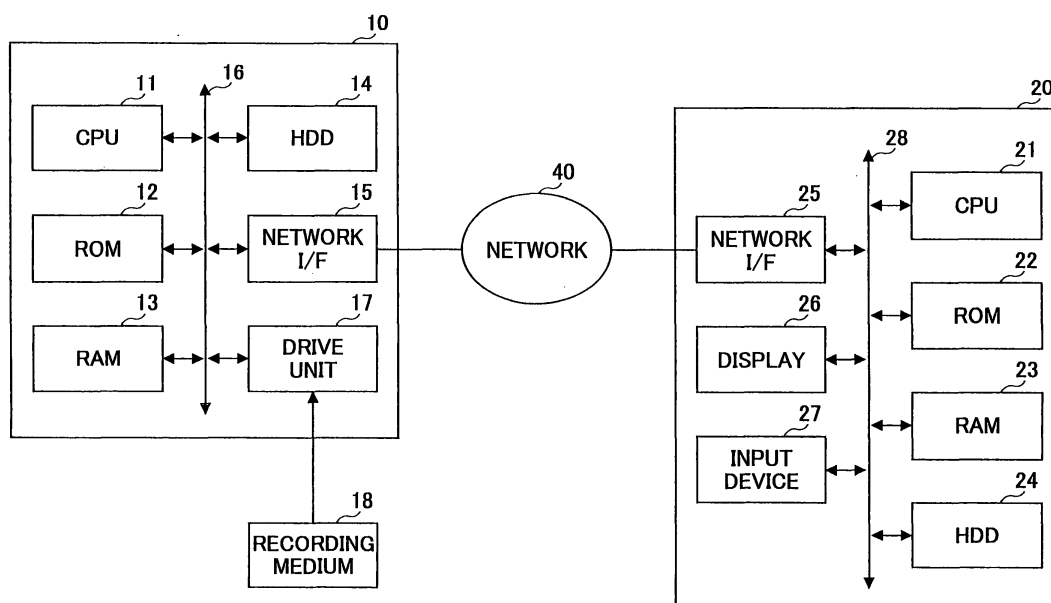 10
16
11
CPU
14
HDD
12
ROM
15
NETWORK
I/F
13
RAM
17
DRIVE
UNIT
18
RECORDING
MEDIUM
40
NETWORK
20
28
21
CPU
25
NETWORK
I/F
22
ROM
26
DISPLAY
23
RAM
27
INPUT
DEVICE
24
HDD